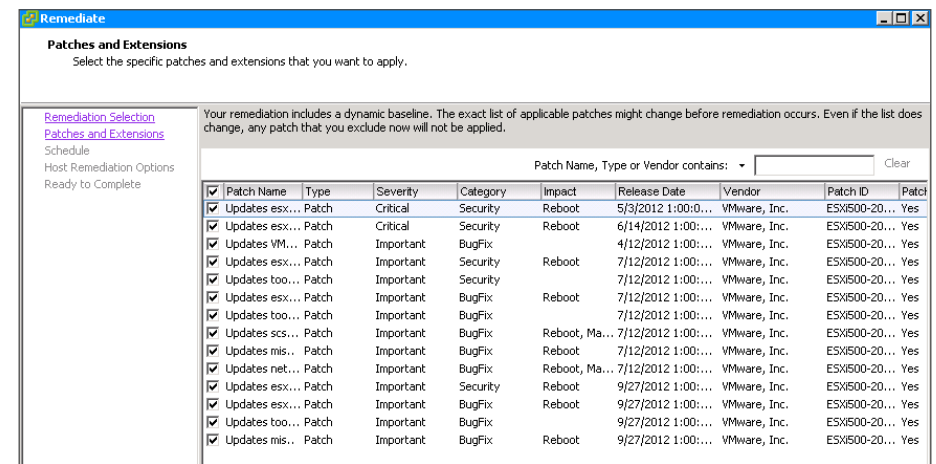 Remediate
Patches and Extensions
Select the specific patches and extensions that you want to apply.
Remediation Selection
Patches and Extensions
Schedule
Host Remediation Options
Ready to Complete
Your remediation includes a dynamic baseline. The exact list of applicable patches might change before remediation occurs. Even if the list does
change, any patch that you exclude now will not be applied.
Patch Name, Type or Vendor contains: Clear
Patch Name Type Severity Category Impact Release Date Vendor Patch ID Patch
Updates esx... Patch Critical Security Reboot 5/3/2012 1:00:0... VMware, Inc. ESXi500-20... Yes
Updates esx... Patch Critical Security Reboot 6/14/2012 1:00:... VMware, Inc. ESXi500-20... Yes
Updates VM... Patch Important BugFix 4/12/2012 1:00:... VMware, Inc. ESXi500-20... Yes
Updates esx... Patch Important Security Reboot 7/12/2012 1:00:... VMware, Inc. ESXi500-20... Yes
Updates too... Patch Important Security 7/12/2012 1:00:... VMware, Inc. ESXi500-20... Yes
Updates esx... Patch Important BugFix Reboot 7/12/2012 1:00:... VMware, Inc. ESXi500-20... Yes
Updates too... Patch Important BugFix 7/12/2012 1:00:... VMware, Inc. ESXi500-20... Yes
Updates scs... Patch Important BugFix Reboot, Ma... 7/12/2012 1:00:... VMware, Inc. ESXi500-20... Yes
Updates mis.. Patch Important BugFix Reboot 7/12/2012 1:00:... VMware, Inc. ESXi500-20... Yes
Updates net... Patch Important BugFix Reboot, Ma... 7/12/2012 1:00:... VMware, Inc. ESXi500-20... Yes
Updates esx... Patch Important Security Reboot 9/27/2012 1:00:... VMware, Inc. ESXi500-20... Yes
Updates esx... Patch Important BugFix Reboot 9/27/2012 1:00:... VMware, Inc. ESXi500-20... Yes
Updates too... Patch Important BugFix 9/27/2012 1:00:... VMware, Inc. ESXi500-20... Yes
Updates mis.. Patch Important BugFix Reboot 9/27/2012 1:00:... VMware, Inc. ESXi500-20... Yes